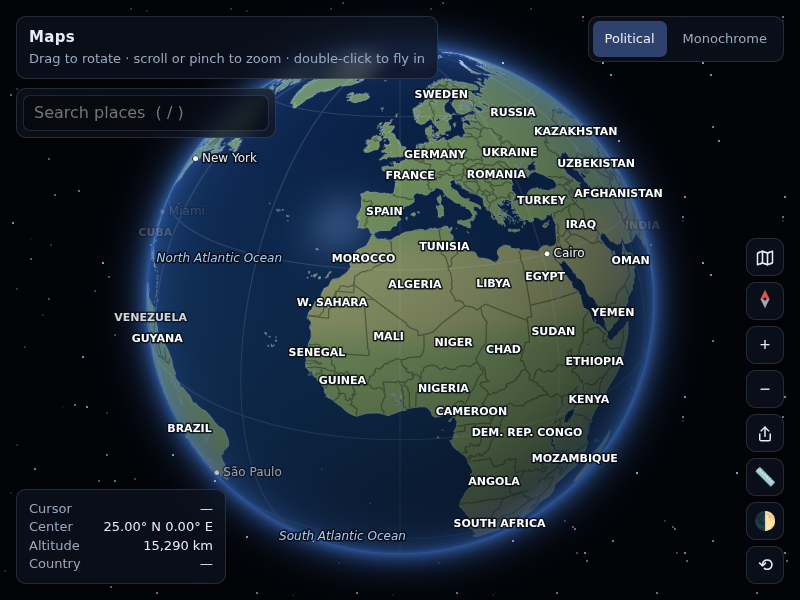 Maps
Drag to rotate · scroll or pinch to zoom · double-click to fly in
Political
Monochrome
Search places ( / )
SWEDEN
RUSSIA
KAZAKHSTAN
GERMANY
UKRAINE
New York
UZBEKISTAN
FRANCE
ROMANIA
AFGHANISTAN
TURKEY
Miami
SPAIN
IRAQ
INDIA
CUBA
TUNISIA
Cairo
North Atlantic Ocean
MOROCCO
OMAN
EGYPT
ALGERIA
LIBYA
W. SAHARA
YEMEN
VENEZUELA
SUDAN
GUYANA
MALI
NIGER
CHAD
SENEGAL
ETHIOPIA
GUINEA
NIGERIA
KENYA
CAMEROON
BRAZIL
DEM. REP. CONGO
MOZAMBIQUE
São Paulo
ANGOLA
SOUTH AFRICA
South Atlantic Ocean
Cursor —
Center 25.00° N 0.00° E
Altitude 15,290 km
Country —
+
−